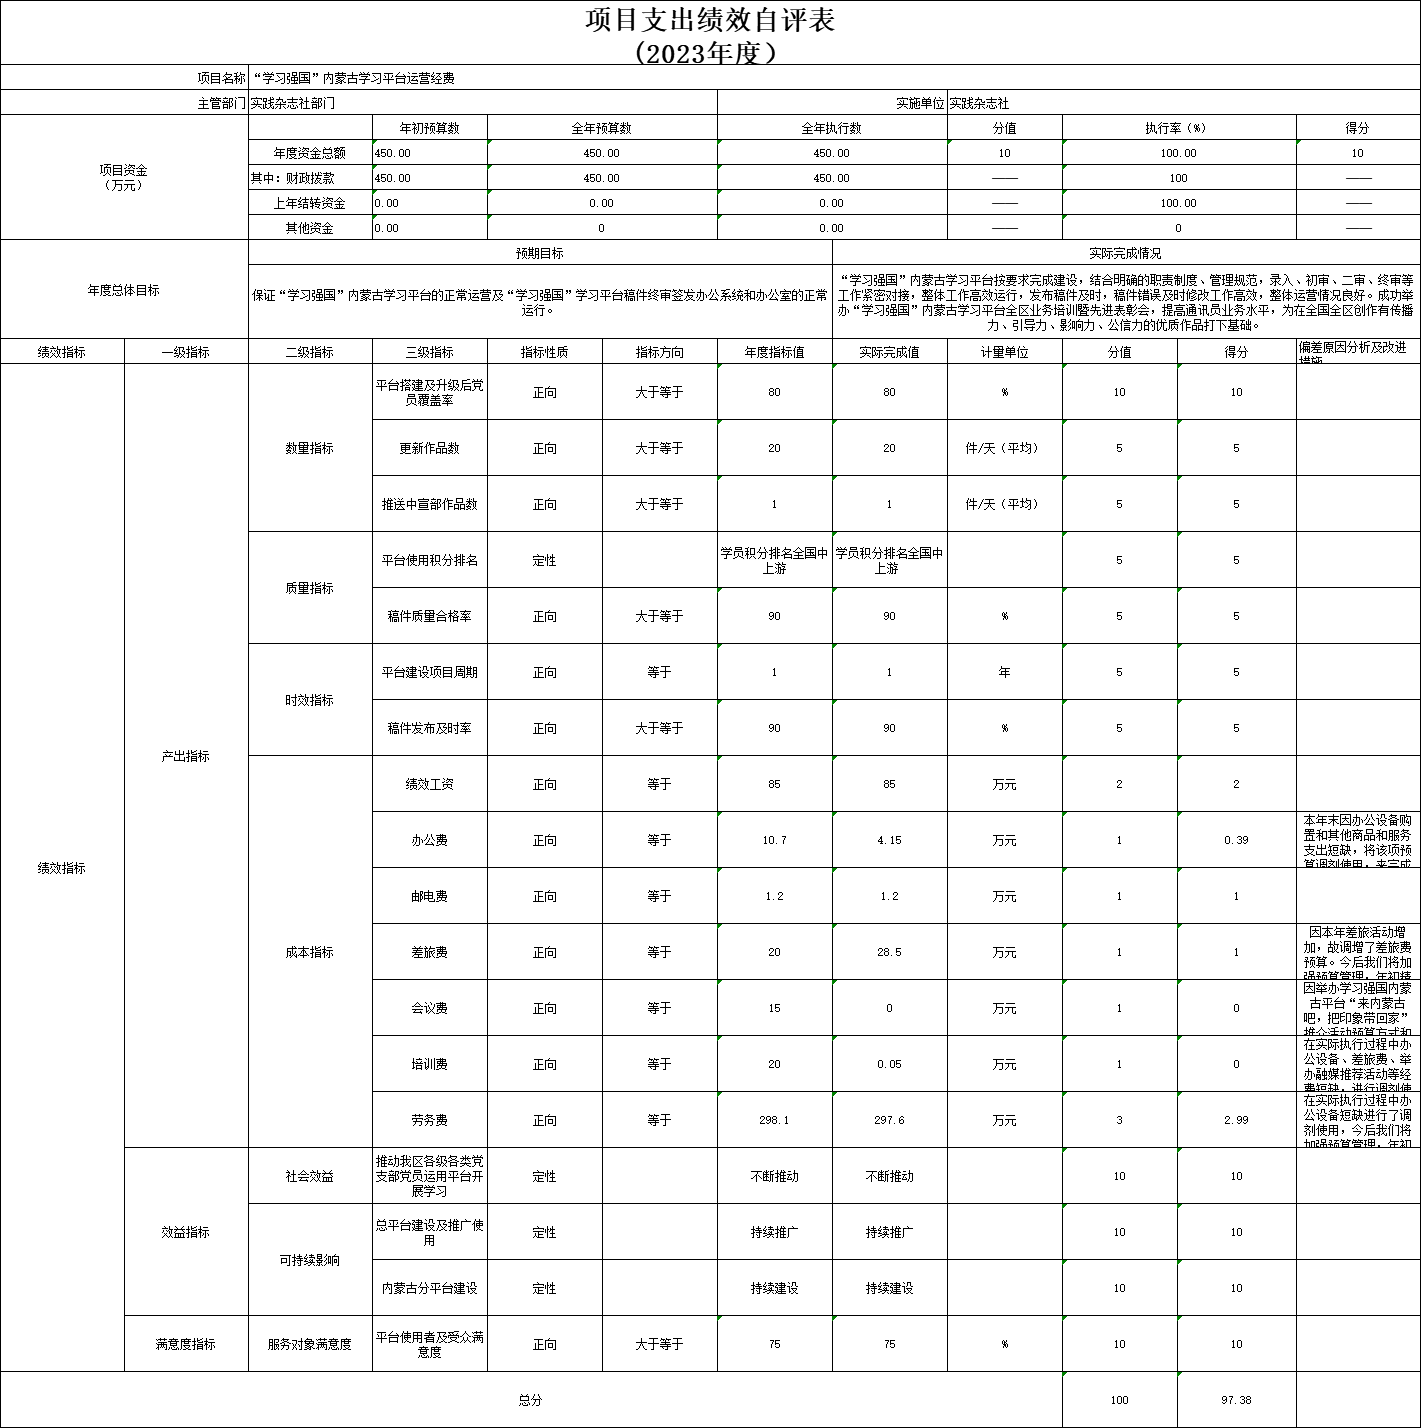 项目支出绩效自评表
(2023年度）
项目名称 “学习强国”内蒙古学习平台运营经费
主管部门 实践杂志社部门 实施单位 实践杂志社
项目资金
（万元）
年初预算数 全年预算数 全年执行数 分值 执行率（%） 得分
年度资金总额 450.00 450.00 450.00 10 100.00 10
其中：财政拨款 450.00 450.00 450.00 —— 100 ——
上年结转资金 0.00 0.00 0.00 —— 100.00 ——
其他资金 0.00 0 0.00 —— 0 ——
年度总体目标
预期目标 实际完成情况
保证“学习强国”内蒙古学习平台的正常运营及“学习强国”学习平台稿件终审签发办公系统和办公室的正常
运行。
“学习强国”内蒙古学习平台按要求完成建设，结合明确的职责制度、管理规范，录入、初审、二审、终审等
工作紧密对接，整体工作高效运行，发布稿件及时，稿件错误及时修改工作高效，整体运营情况良好。成功举
办“学习强国”内蒙古学习平台全区业务培训暨先进表彰会，提高通讯员业务水平，为在全国全区创作有传播
力、引导力、影响力、公信力的优质作品打下基础。
绩效指标 一级指标 二级指标 三级指标 指标性质 指标方向 年度指标值 实际完成值 计量单位 分值 得分 偏差原因分析及改进
措施
绩效指标
产出指标
数量指标
平台搭建及升级后党
员覆盖率
正向 大于等于 80 80 % 10 10
更新作品数 正向 大于等于 20 20 件/天（平均） 5 5
推送中宣部作品数 正向 大于等于 1 1 件/天（平均） 5 5
质量指标
平台使用积分排名 定性 学员积分排名全国中
上游
学员积分排名全国中
上游
5 5
稿件质量合格率 正向 大于等于 90 90 % 5 5
时效指标
平台建设项目周期 正向 等于 1 1 年 5 5
稿件发布及时率 正向 大于等于 90 90 % 5 5
成本指标
绩效工资 正向 等于 85 85 万元 2 2
办公费 正向 等于 10.7 4.15 万元 1 0.39
本年末因办公设备购
置和其他商品和服务
支出短缺，将该项预
算调剂使用，来完成
邮电费 正向 等于 1.2 1.2 万元 1 1
差旅费 正向 等于 20 28.5 万元 1 1
因本年差旅活动增
加，故调增了差旅费
预算。今后我们将加
强预算管理，年初精
会议费 正向 等于 15 0 万元 1 0
因举办学习强国内蒙
古平台“来内蒙古
吧，把印象带回家”
推介活动预算方式和
培训费 正向 等于 20 0.05 万元 1 0
在实际执行过程中办
公设备、差旅费、举
办融媒推荐活动等经
费短缺，进行调剂使
劳务费 正向 等于 298.1 297.6 万元 3 2.99
在实际执行过程中办
公设备短缺进行了调
剂使用，今后我们将
加强预算管理，年初
效益指标
社会效益
推动我区各级各类党
支部党员运用平台开
展学习
定性 不断推动 不断推动 10 10
可持续影响
总平台建设及推广使
用
定性 持续推广 持续推广 10 10
内蒙古分平台建设 定性 持续建设 持续建设 10 10
满意度指标 服务对象满意度
平台使用者及受众满
意度
正向 大于等于 75 75 % 10 10
总分 100 97.38